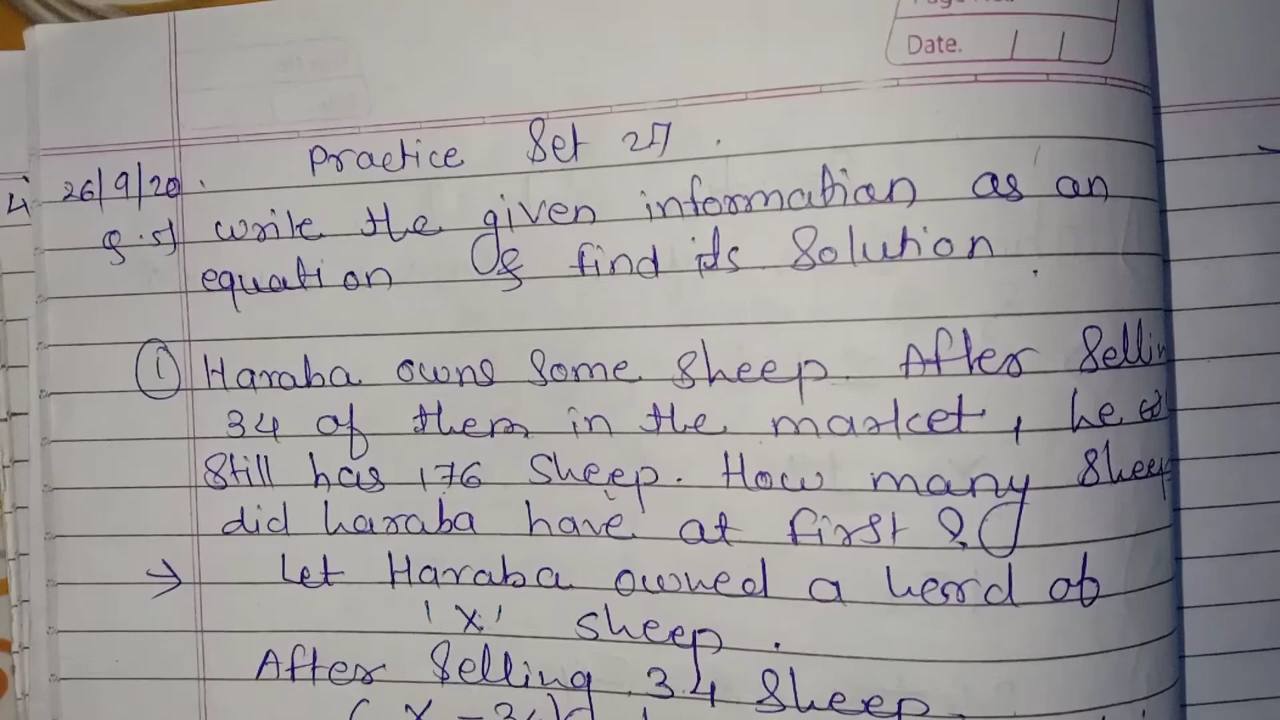 Date.
Practice Set 27.
26/9/20.
Q.5) write the given information as an
equation & find its Solution
① Haraba owns Some Sheep. After Sellin
34 of them in the market, he
Still has 176 Sheep. How many Sheep
did haraba have at first ?
→ Let Haraba owned a herd of
'x' sheep.
After Selling 34 Sheep